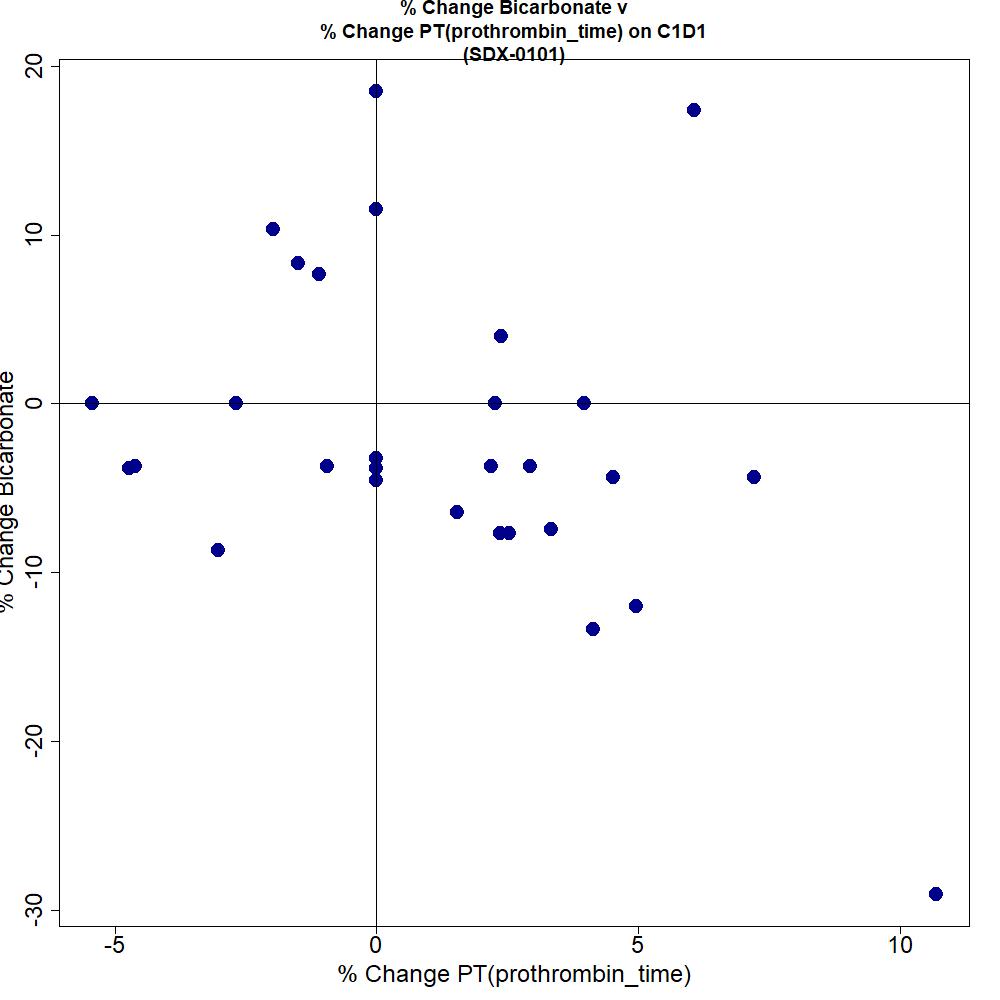 % Change Bicarbonate v
% Change PT(prothrombin_time) on C1D1
(SDX-0101)
% Change Bicarbonate
20
10
0
-10
-20
-30
-5
0
5
10
% Change PT(prothrombin_time)